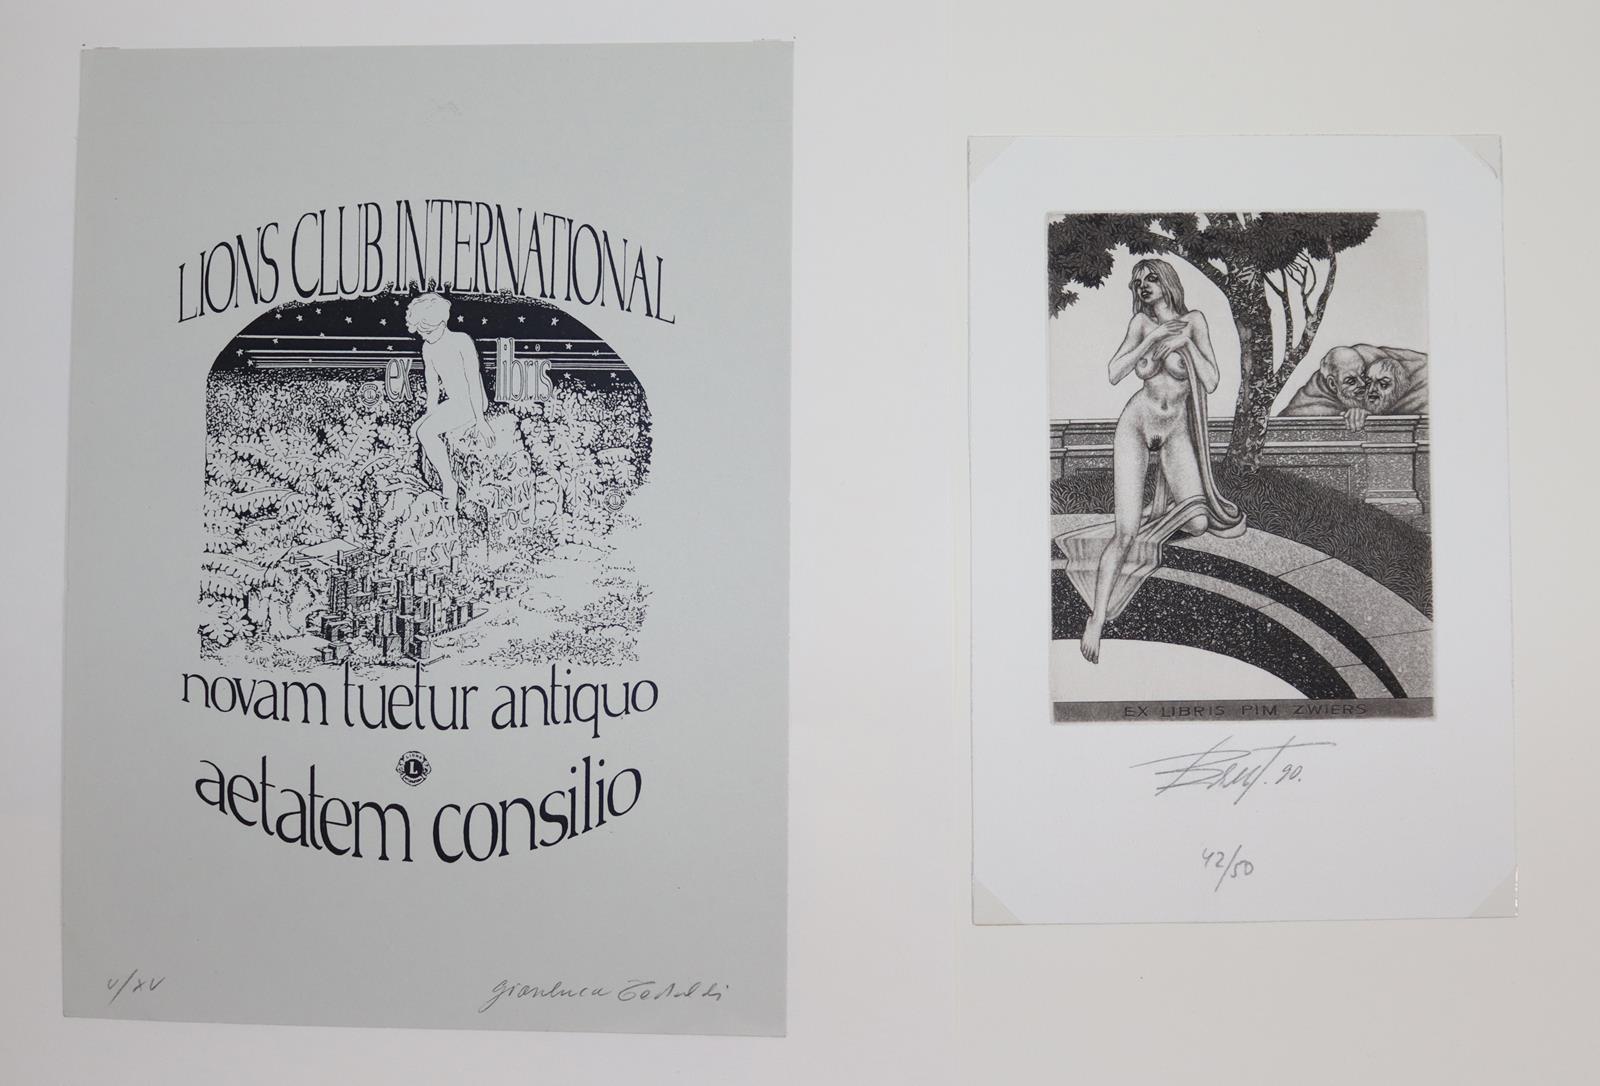 LIONS CLUB INTERNATIONAL
ex libris
novam tuetur antiquo
L
aetatem consilio
V/XV
Gianluca
EX LIBRIS PIM ZWIERS
90.
42/50